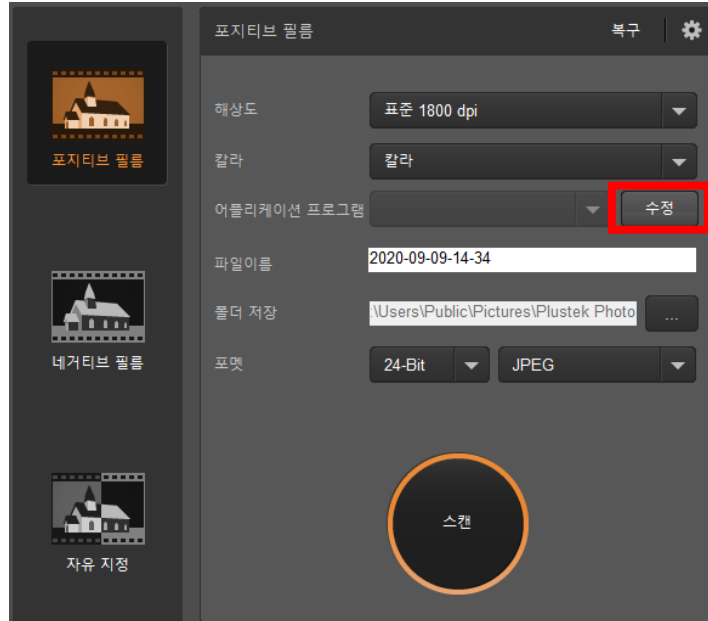 포지티브 필름 복구
해상도 표준 1800 dpi
칼라 칼라
어플리케이션 프로그램 수정
파일이름 2020-09-09-14-34
폴더 저장 :\Users\Public\Pictures\Plustek Photo ...
포멧 24-Bit JPEG
스캔
포지티브 필름
네거티브 필름
자유 지정